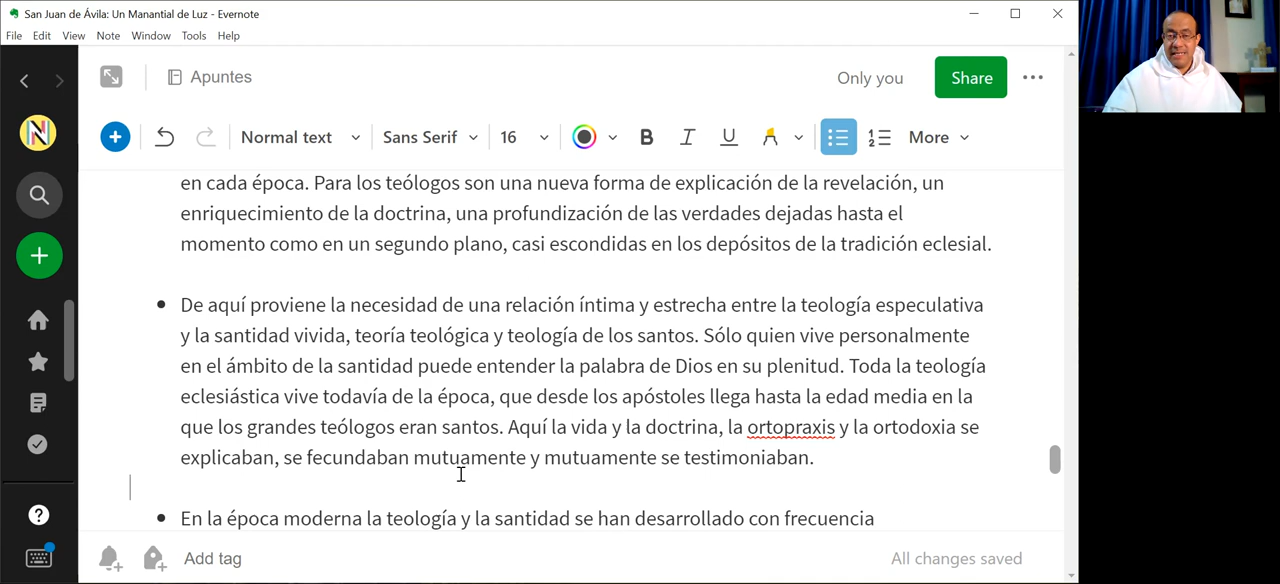 San Juan de Ávila: Un Manantial de Luz - Evernote
File Edit View Note Window Tools Help
Apuntes
Only you
Share
N
Normal text
Sans Serif
16
B I U
More
en cada época. Para los teólogos son una nueva forma de explicación de la revelación, un
enriquecimiento de la doctrina, una profundización de las verdades dejadas hasta el
momento como en un segundo plano, casi escondidas en los depósitos de la tradición eclesial.
De aquí proviene la necesidad de una relación íntima y estrecha entre la teología especulativa
y la santidad vivida, teoría teológica y teología de los santos. Sólo quien vive personalmente
en el ámbito de la santidad puede entender la palabra de Dios en su plenitud. Toda la teología
eclesiástica vive todavía de la época, que desde los apóstoles llega hasta la edad media en la
que los grandes teólogos eran santos. Aquí la vida y la doctrina, la ortopraxis y la ortodoxia se
explicaban, se fecundaban mutuamente y mutuamente se testimoniaban.
En la época moderna la teología y la santidad se han desarrollado con frecuencia
Add tag
All changes saved